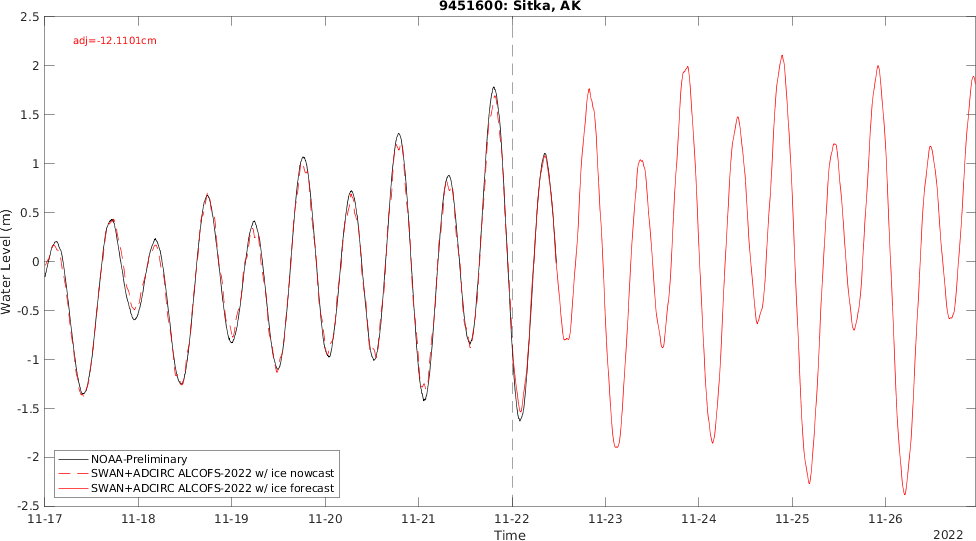 9451600: Sitka, AK
adj=-12.1101cm
2.5
2
1.5
1
0.5
0
-0.5
-1
-1.5
-2
-2.5
Water Level (m)
NOAA-Preliminary
SWAN+ADCIRC ALCOFS-2022 w/ ice nowcast
SWAN+ADCIRC ALCOFS-2022 w/ ice forecast
11-17 11-18 11-19 11-20 11-21 11-22 11-23 11-24 11-25 11-26
Time
2022